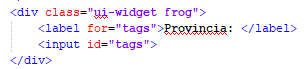 <div class="ui-widget frog">
<label for="tags">Provincia: </label>
<input id="tags">
</div>